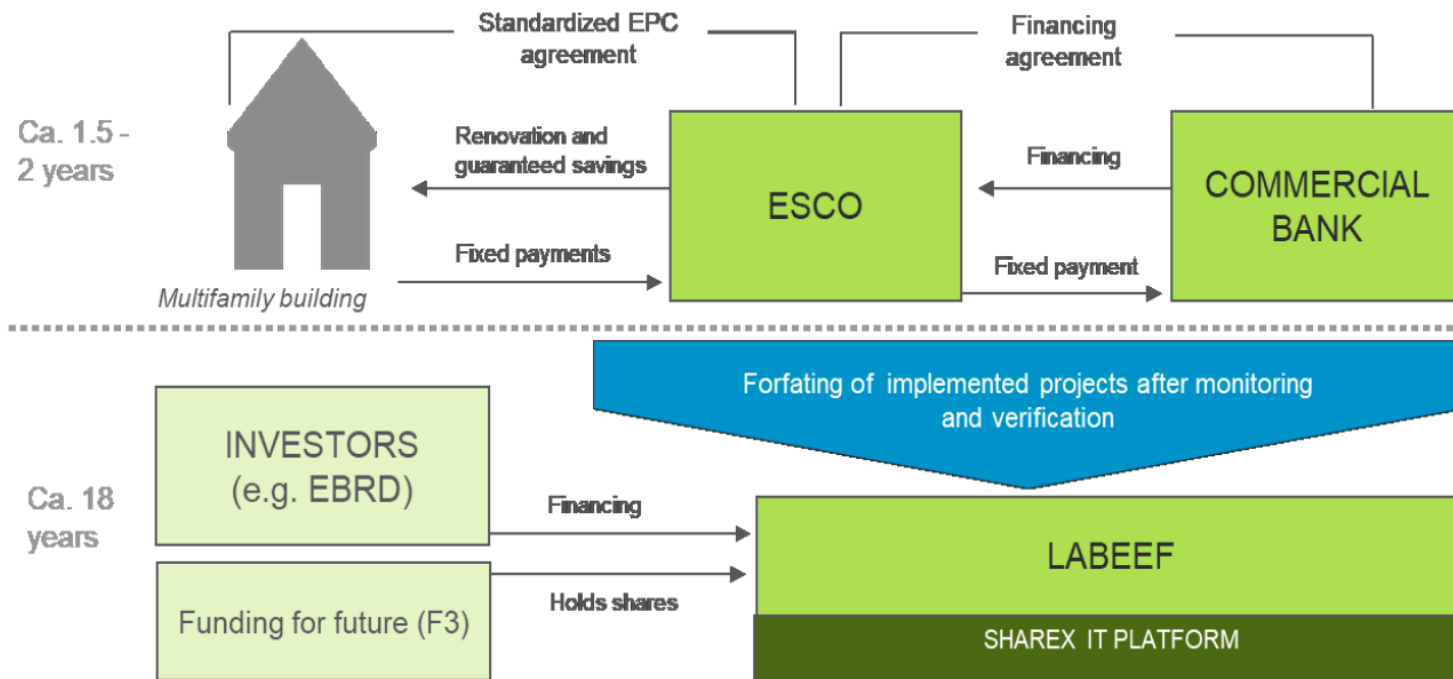 Standardized EPC
agreement
Financing
agreement
Ca. 1.5 -
2 years
Renovation and
guaranteed savings
Financing
ESCO
COMMERCIAL
BANK
Fixed payments
Fixed payment
Multifamily building
Forfating of implemented projects after monitoring
and verification
INVESTORS
(e.g. EBRD)
Ca. 18
years
Financing
LABEEF
Holds shares
Funding for future (F3)
SHAREX IT PLATFORM